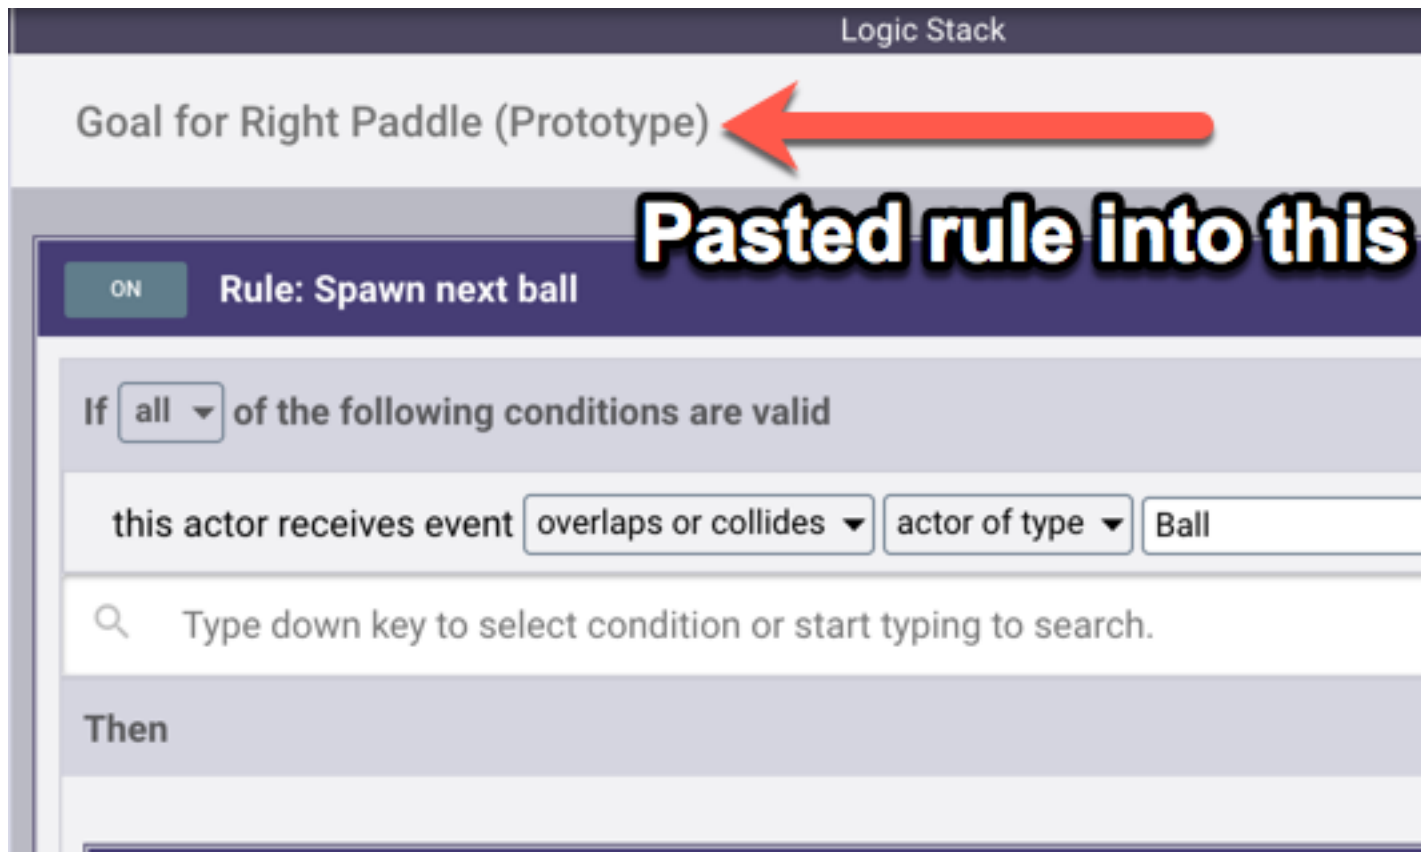 Logic Stack
Goal for Right Paddle (Prototype)
Pasted rule into this
ON Rule: Spawn next ball
If all of the following conditions are valid
this actor receives event overlaps or collides actor of type Ball
Type down key to select condition or start typing to search.
Then